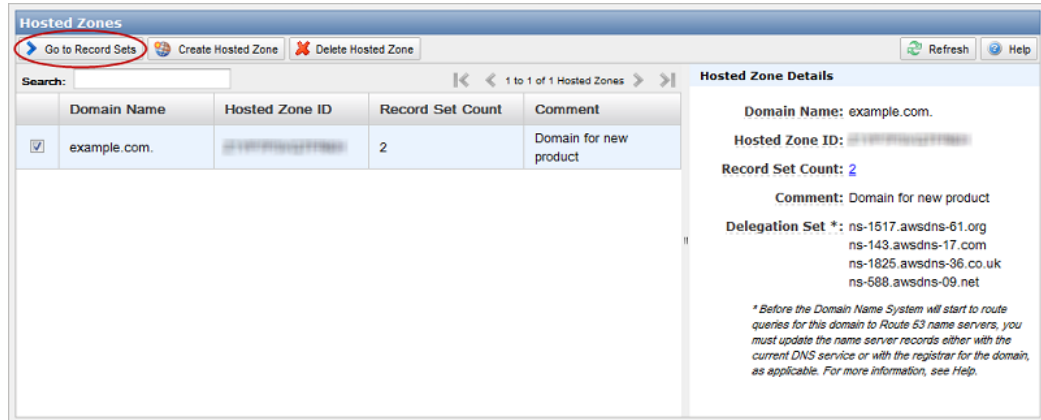 Hosted Zones
Go to Record Sets Create Hosted Zone Delete Hosted Zone Refresh Help
Search: 1 to 1 of 1 Hosted Zones
Domain Name Hosted Zone ID Record Set Count Comment
example.com. 2 Domain for new
product
Hosted Zone Details
Domain Name: example.com.
Hosted Zone ID:
Record Set Count: 2
Comment: Domain for new product
Delegation Set *: ns-1517.awsdns-61.org
ns-143.awsdns-17.com
ns-1825.awsdns-36.co.uk
ns-588.awsdns-09.net
* Before the Domain Name System will start to route
queries for this domain to Route 53 name servers, you
must update the name server records either with the
current DNS service or with the registrar for the domain,
as applicable. For more information, see Help.